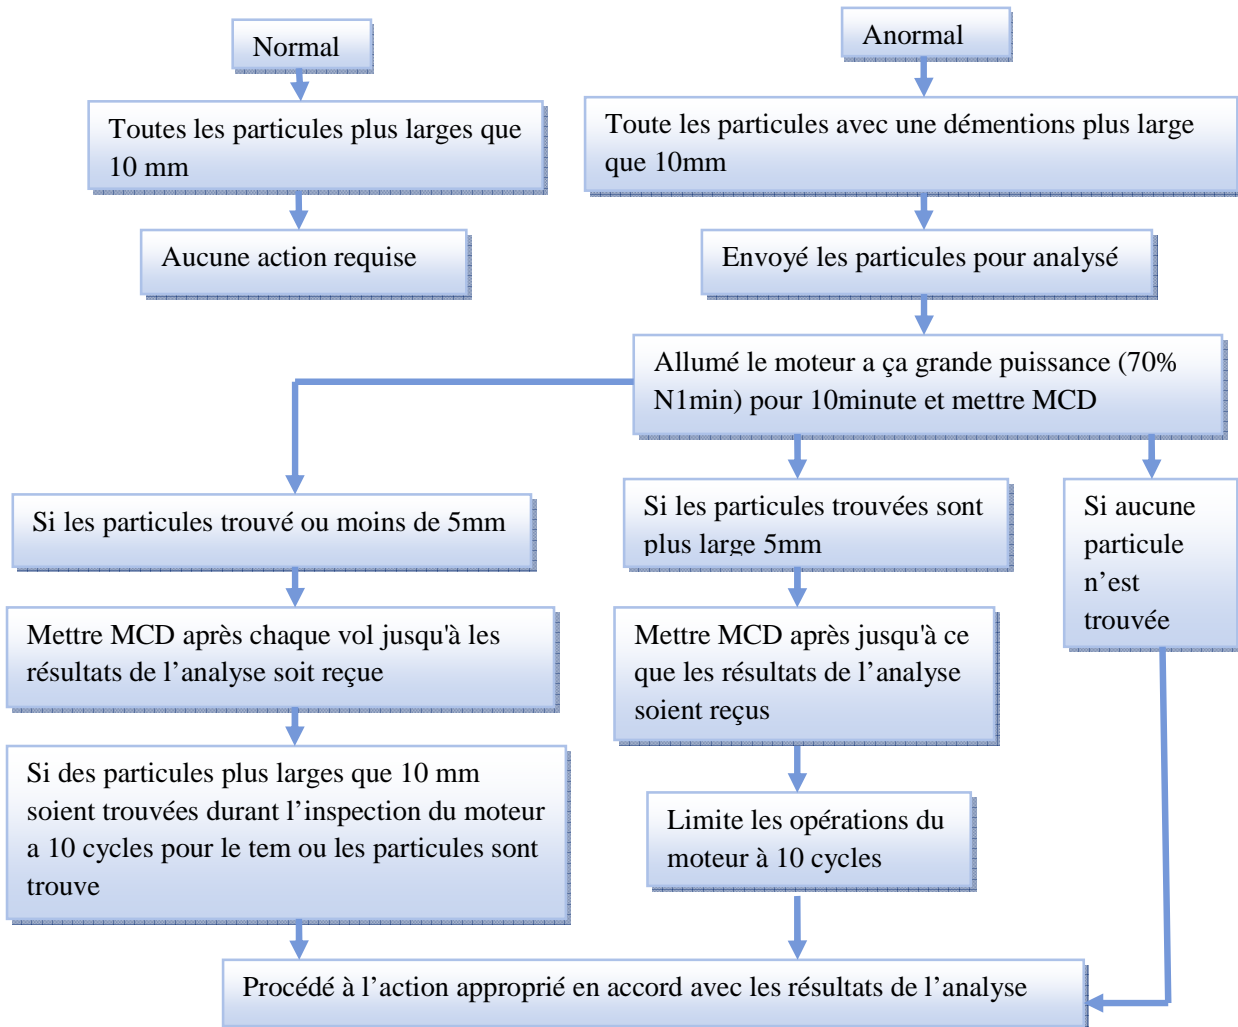 Normal
Anormal
Toutes les particules plus larges que
10 mm
Toute les particules avec une démentions plus large
que 10mm
Aucune action requise
Envoyé les particules pour analysé
Allumé le moteur a ça grande puissance (70%
N1min) pour 10minute et mettre MCD
Si les particules trouvé ou moins de 5mm
Si les particules trouvées sont
plus large 5mm
Si aucune
particule
n’est
trouvée
Mettre MCD après chaque vol jusqu'à les
résultats de l’analyse soit reçue
Mettre MCD après jusqu'à ce
que les résultats de l’analyse
soient reçus
Si des particules plus larges que 10 mm
soient trouvées durant l’inspection du moteur
a 10 cycles pour le tem ou les particules sont
trouve
Limite les opérations du
moteur à 10 cycles
Procédé à l’action approprié en accord avec les résultats de l’analyse